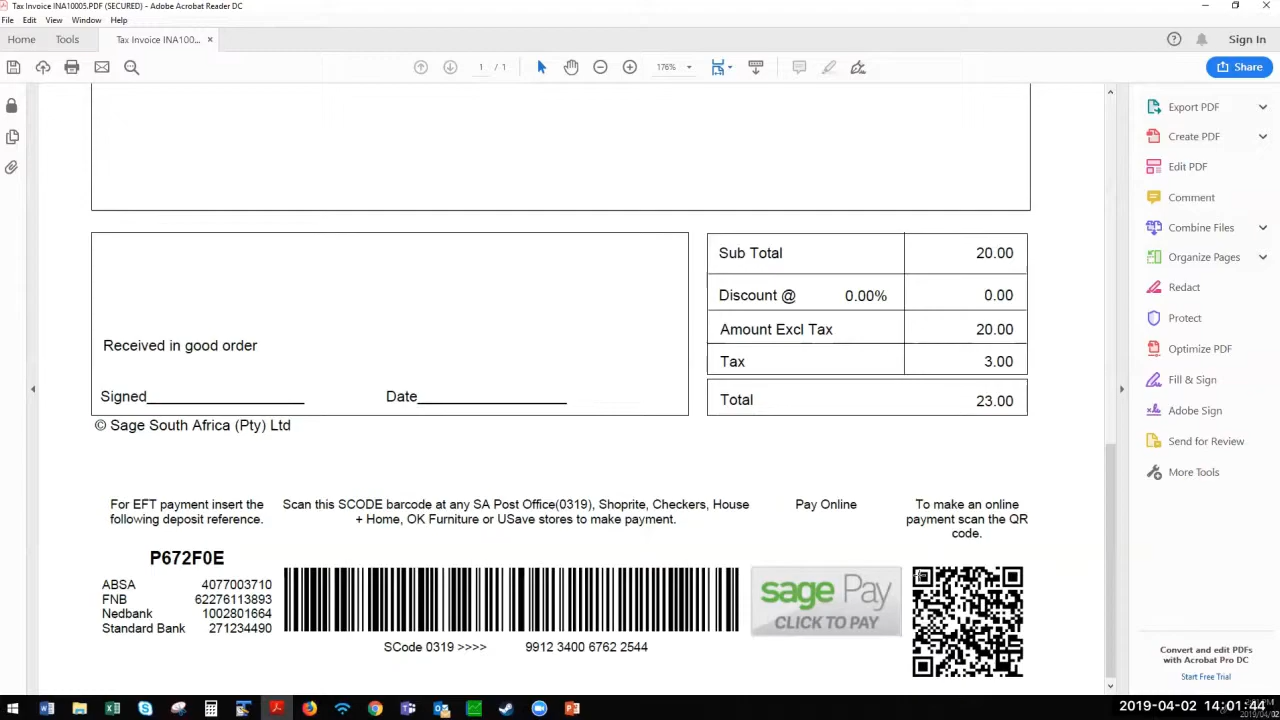 Tax Invoice INA10005.PDF (SECURED) - Adobe Acrobat Reader DC
File Edit View Window Help
Home Tools Tax Invoice INA100... × Sign In
1 / 1 176% Share
Export PDF
Create PDF
Edit PDF
Comment
Combine Files
Organize Pages
Redact
Protect
Optimize PDF
Fill & Sign
Adobe Sign
Send for Review
More Tools
Convert and edit PDFs
with Acrobat Pro DC
Start Free Trial
Sub Total 20.00
Discount @ 0.00% 0.00
Amount Excl Tax 20.00
Tax 3.00
Total 23.00
Received in good order
Signed__________________ Date__________________
© Sage South Africa (Pty) Ltd
For EFT payment insert the
following deposit reference.
P672F0E
ABSA 4077003710
FNB 62276113893
Nedbank 1002801664
Standard Bank 271234490
Scan this SCODE barcode at any SA Post Office(0319), Shoprite, Checkers, House
+ Home, OK Furniture or USave stores to make payment.
SCode 0319 >>>> 9912 3400 6762 2544
Pay Online
sage Pay
CLICK TO PAY
To make an online
payment scan the QR
code.
2019-04-02 14:01:44